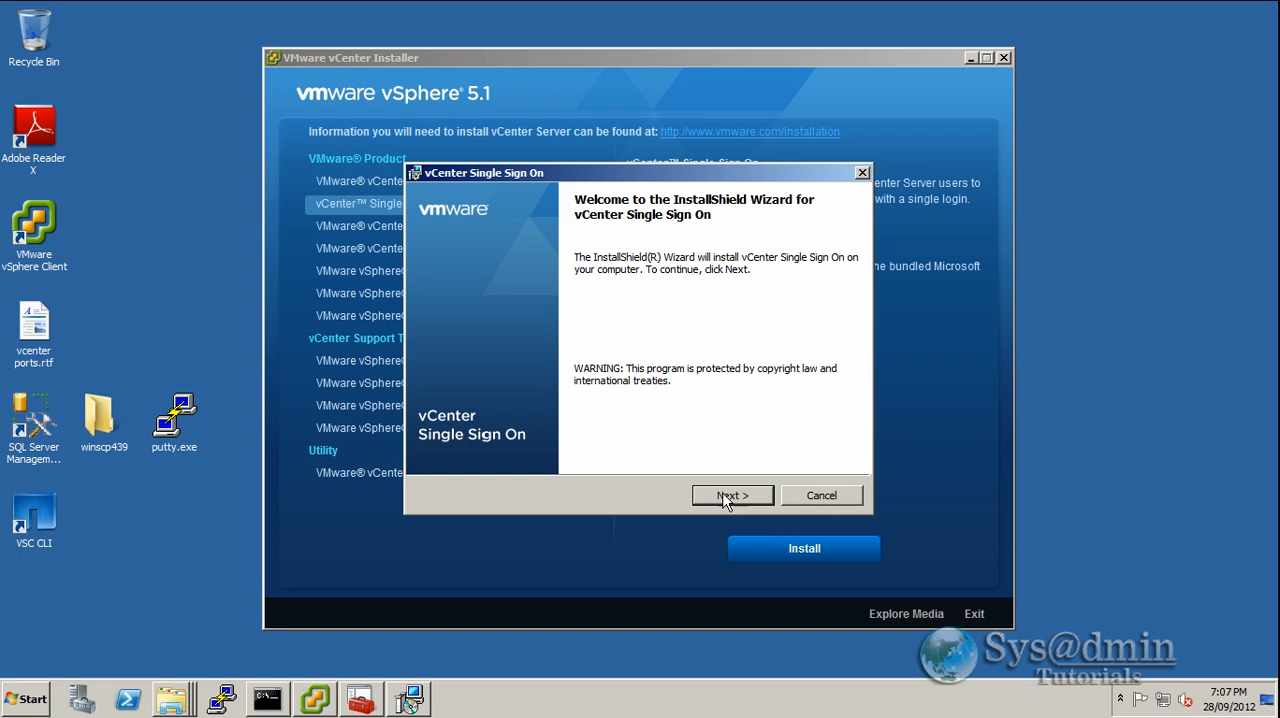 Recycle Bin
Adobe Reader
X
VMware
vSphere Client
vcenter
ports.rtf
SQL Server
Managem...
winscp439
putty.exe
VSC CLI
VMware vCenter Installer
vmware vSphere® 5.1
Information you will need to install vCenter Server can be found at: http://www.vmware.com/installation
VMware® Product
VMware® vCente
vCenter™ Single
VMware® vCente
VMware® vCente
VMware vSphere®
VMware vSphere®
VMware vSphere®
vCenter Support T
VMware vSphere®
VMware vSphere®
VMware vSphere®
VMware vSphere®
Utility
VMware® vCente
vCenter™ Single Sign On
enter Server users to
with a single login.
he bundled Microsoft
vCenter Single Sign On
vmware
Welcome to the InstallShield Wizard for
vCenter Single Sign On
The InstallShield(R) Wizard will install vCenter Single Sign On on
your computer. To continue, click Next.
WARNING: This program is protected by copyright law and
international treaties.
vCenter
Single Sign On
Next >
Cancel
Install
Explore Media
Exit
Sys@dmin
Tutorials
Start
7:07 PM
28/09/2012